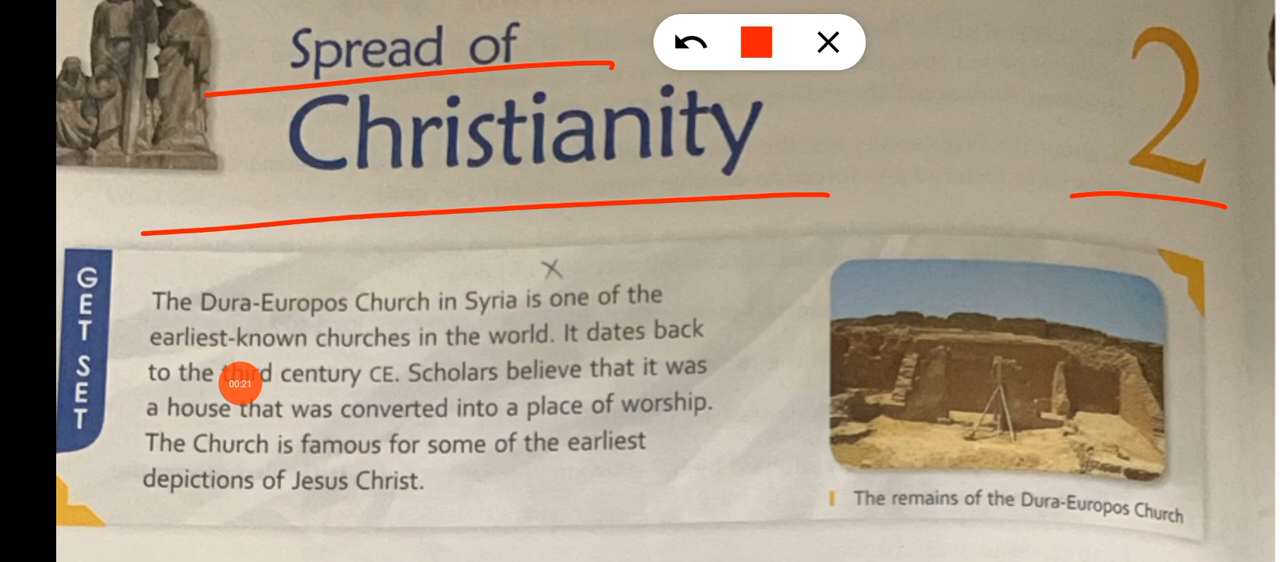 Spread of
Christianity
2
GET SET
The Dura-Europos Church in Syria is one of the
earliest-known churches in the world. It dates back
to the third century CE. Scholars believe that it was
a house that was converted into a place of worship.
The Church is famous for some of the earliest
depictions of Jesus Christ.
The remains of the Dura-Europos Church
00:21